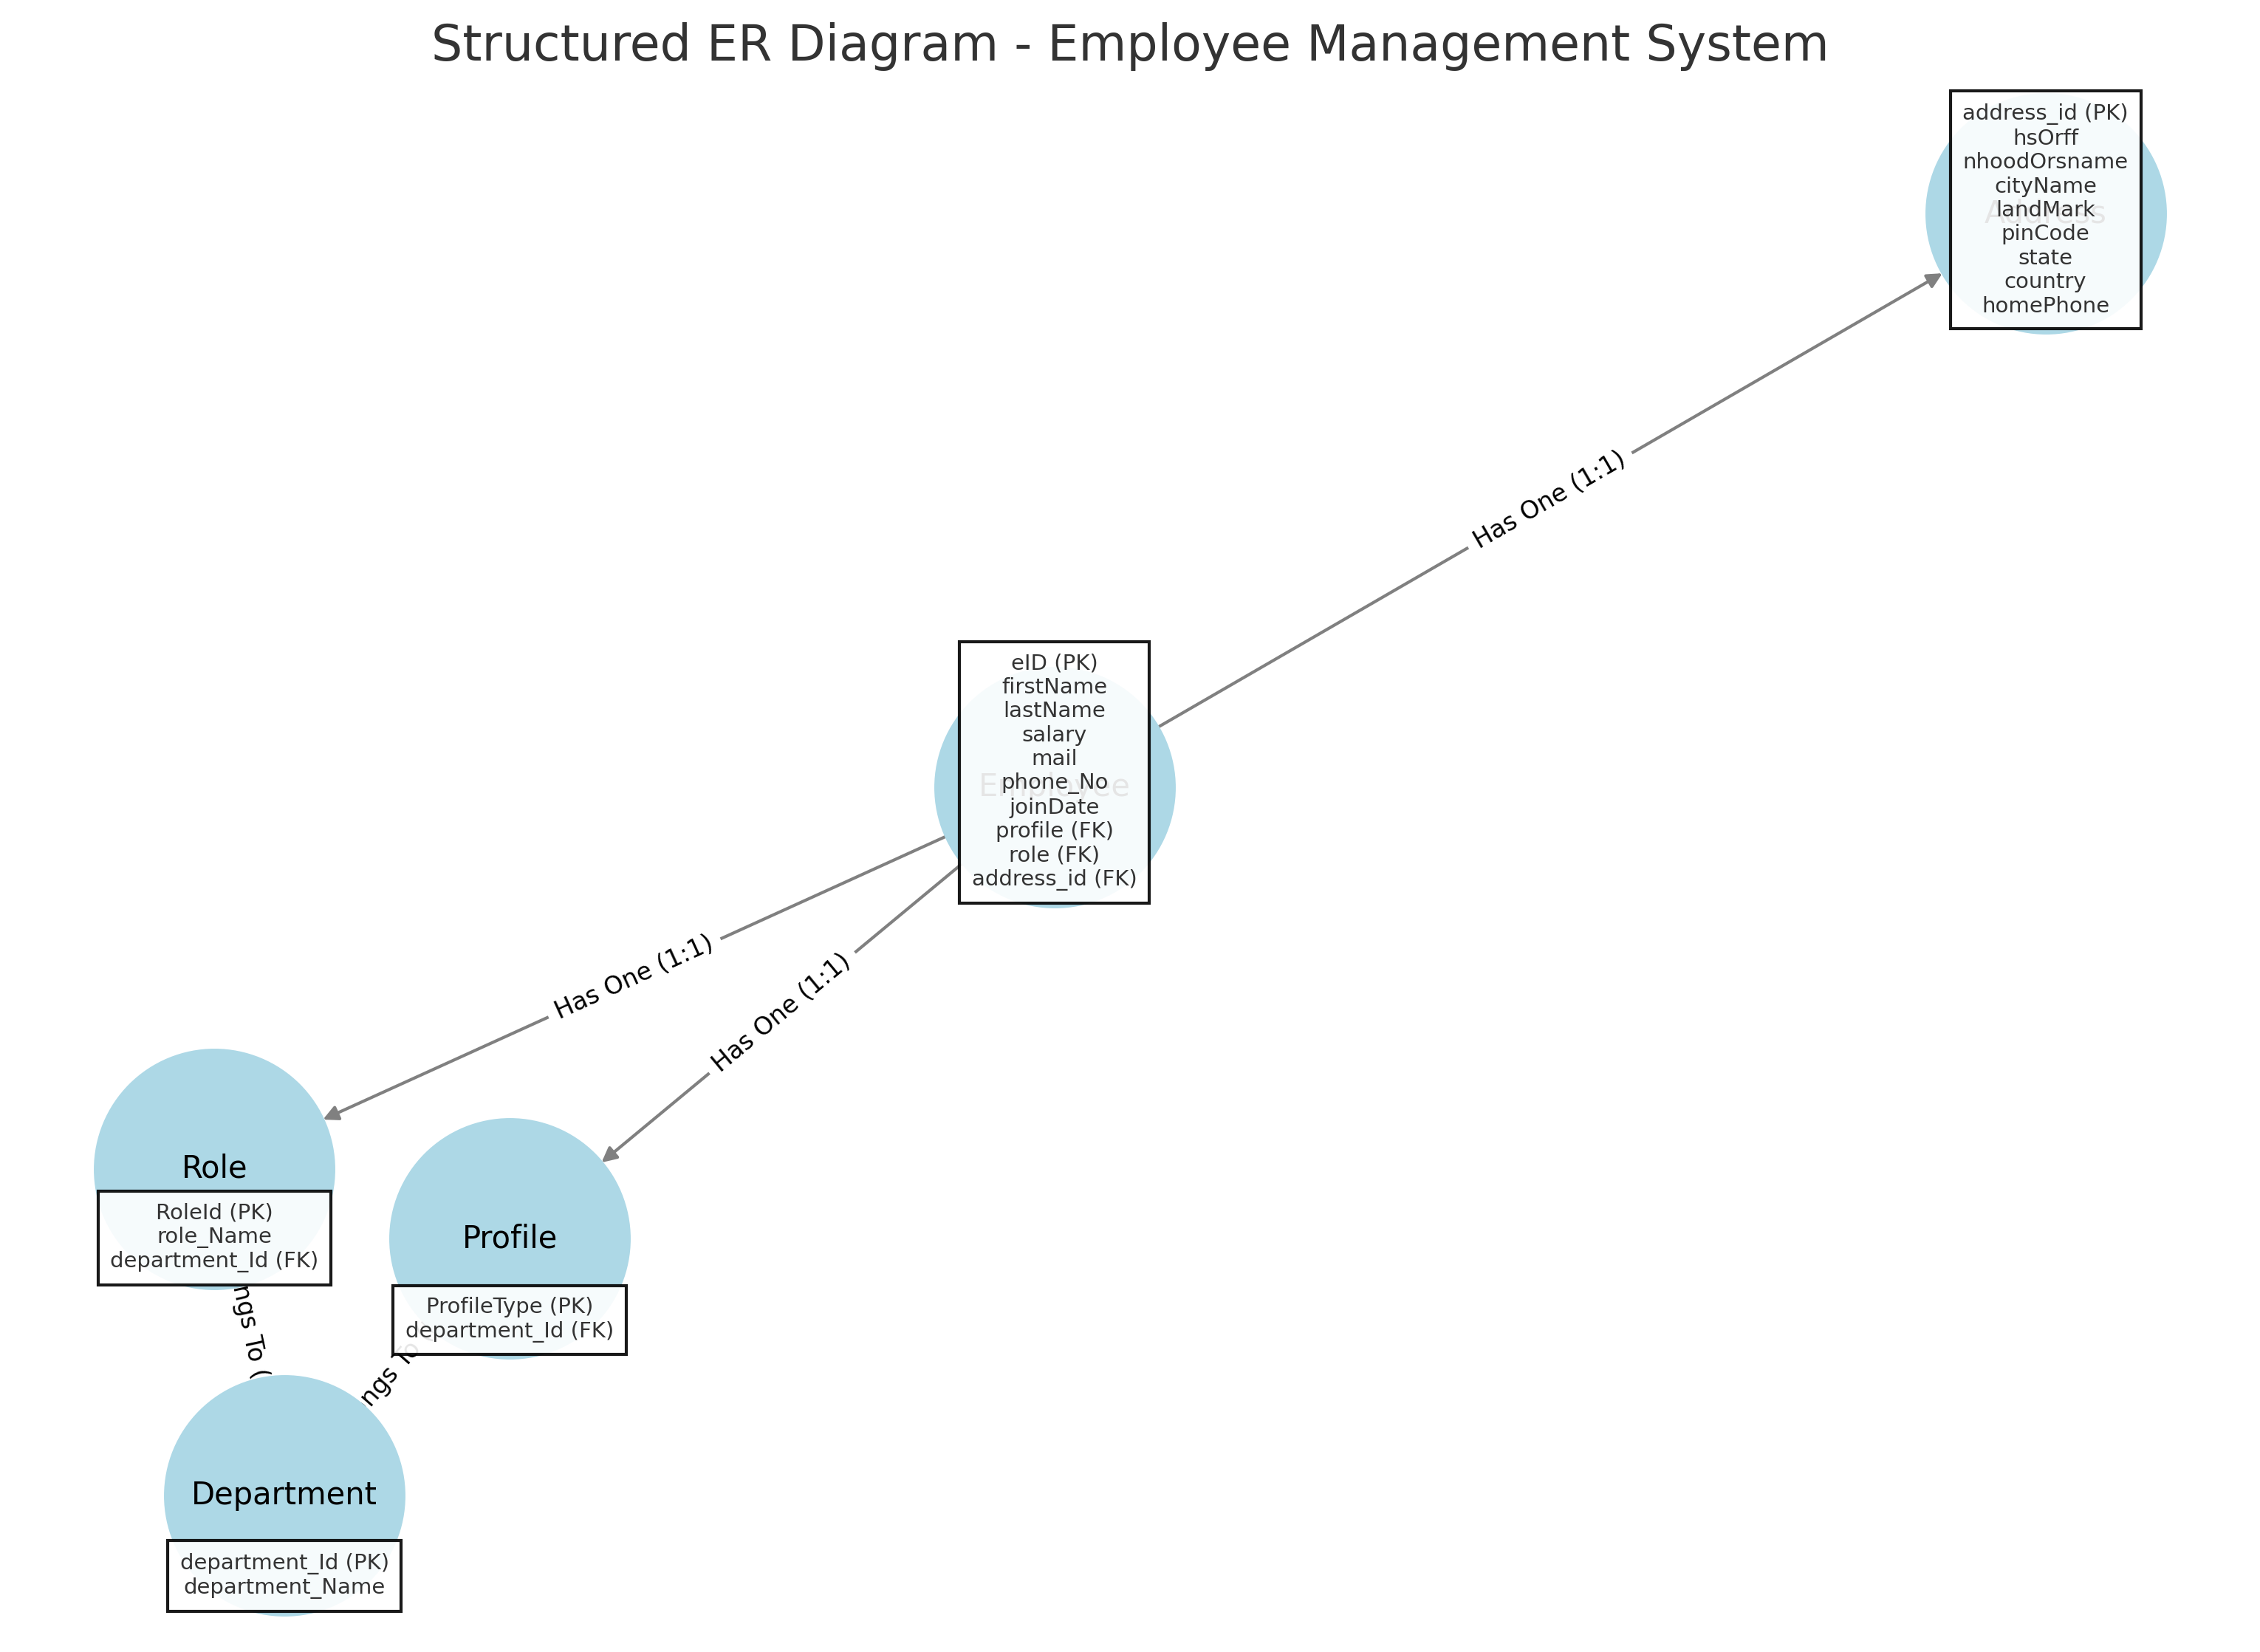 Structured ER Diagram - Employee Management System
address_id (PK)
hsOrff
nhoodOrsname
cityName
landMark
Address
pinCode
state
country
homePhone
Has One (1:1)
eID (PK)
firstName
lastName
salary
mail
phone_No
Employee
joinDate
profile (FK)
role (FK)
address_id (FK)
Has One (1:1)
Has One (1:1)
Role
RoleId (PK)
role_Name
department_Id (FK)
Profile
ProfileType (PK)
department_Id (FK)
ngs To (
ngs To
Department
department_Id (PK)
department_Name